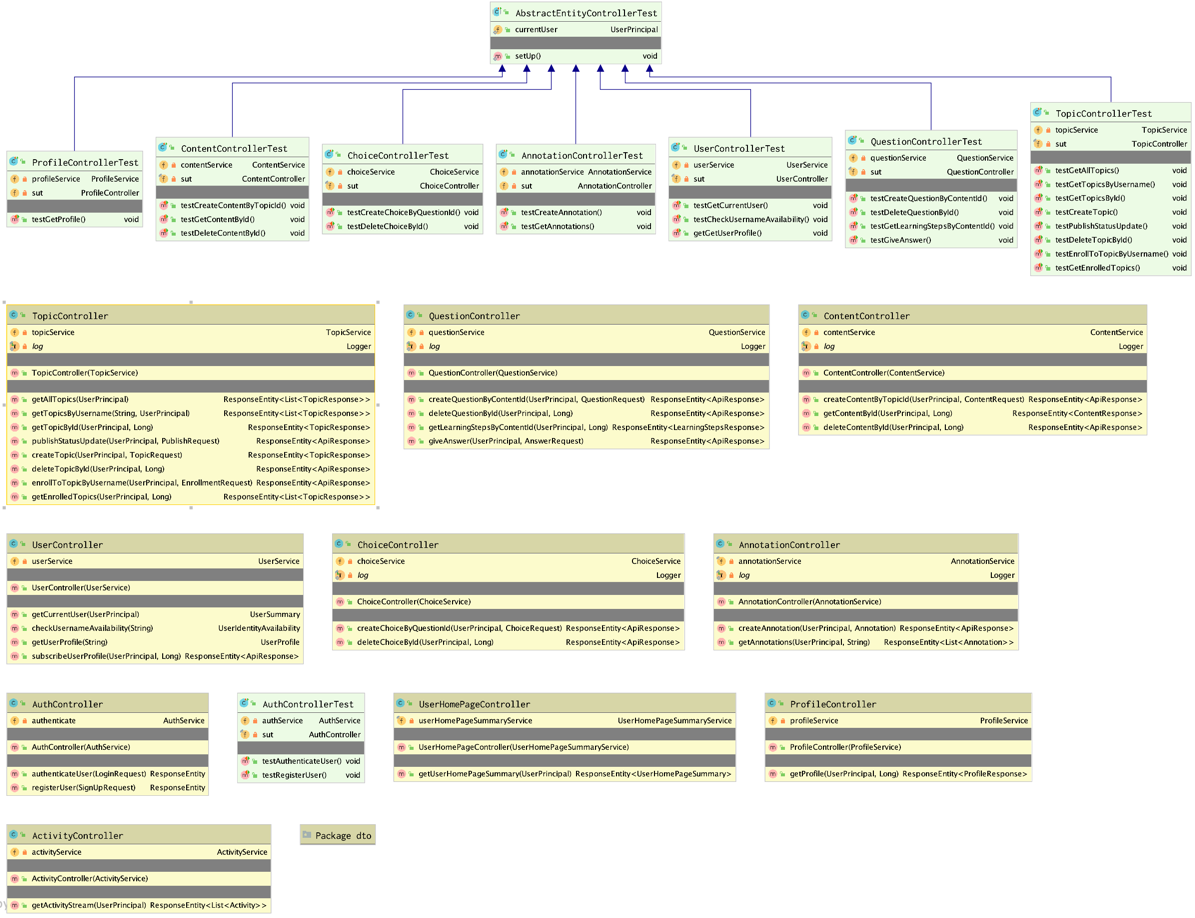 AbstractEntityControllerTest
currentUser UserPrincipal
setUp() void
ProfileControllerTest
profileService ProfileService
sut ProfileController
testGetProfile() void
ContentControllerTest
contentService ContentService
sut ContentController
testCreateContentByTopicId() void
testGetContentById() void
testDeleteContentById() void
ChoiceControllerTest
choiceService ChoiceService
sut ChoiceController
testCreateChoiceByQuestionId() void
testDeleteChoiceById() void
AnnotationControllerTest
annotationService AnnotationService
sut AnnotationController
testCreateAnnotation() void
testGetAnnotations() void
UserControllerTest
userService UserService
sut UserController
testGetCurrentUser() void
testCheckUsernameAvailability() void
getGetUserProfile() void
QuestionControllerTest
questionService QuestionService
sut QuestionController
testCreateQuestionByContentId() void
testDeleteQuestionById() void
testGetLearningStepsByContentId() void
testGiveAnswer() void
TopicControllerTest
topicService TopicService
sut TopicController
testGetAllTopics() void
testGetTopicsByUsername() void
testGetTopicsById() void
testCreateTopic() void
testPublishStatusUpdate() void
testDeleteTopicById() void
testEnrollToTopicByUsername() void
testGetEnrolledTopics() void
TopicController
topicService TopicService
log Logger
TopicController(TopicService)
getAllTopics(UserPrincipal) ResponseEntity<List<TopicResponse>>
getTopicsByUsername(String, UserPrincipal) ResponseEntity<List<TopicResponse>>
getTopicById(UserPrincipal, Long) ResponseEntity<TopicResponse>
publishStatusUpdate(UserPrincipal, PublishRequest) ResponseEntity<ApiResponse>
createTopic(UserPrincipal, TopicRequest) ResponseEntity<TopicResponse>
deleteTopicById(UserPrincipal, Long) ResponseEntity<ApiResponse>
enrollToTopicByUsername(UserPrincipal, EnrollmentRequest) ResponseEntity<ApiResponse>
getEnrolledTopics(UserPrincipal, Long) ResponseEntity<List<TopicResponse>>
QuestionController
questionService QuestionService
log Logger
QuestionController(QuestionService)
createQuestionByContentId(UserPrincipal, QuestionRequest) ResponseEntity<ApiResponse>
deleteQuestionById(UserPrincipal, Long) ResponseEntity<ApiResponse>
getLearningStepsByContentId(UserPrincipal, Long) ResponseEntity<LearningStepsResponse>
giveAnswer(UserPrincipal, AnswerRequest) ResponseEntity<ApiResponse>
ContentController
contentService ContentService
log Logger
ContentController(ContentService)
createContentByTopicId(UserPrincipal, ContentRequest) ResponseEntity<ApiResponse>
getContentById(UserPrincipal, Long) ResponseEntity<ContentResponse>
deleteContentById(UserPrincipal, Long) ResponseEntity<ApiResponse>
UserController
userService UserService
UserController(UserService)
getCurrentUser(UserPrincipal) UserSummary
checkUsernameAvailability(String) UserIdentityAvailability
getUserProfile(String) UserProfile
subscribeUserProfile(UserPrincipal, Long) ResponseEntity<ApiResponse>
ChoiceController
choiceService ChoiceService
log Logger
ChoiceController(ChoiceService)
createChoiceByQuestionId(UserPrincipal, ChoiceRequest) ResponseEntity<ApiResponse>
deleteChoiceById(UserPrincipal, Long) ResponseEntity<ApiResponse>
AnnotationController
annotationService AnnotationService
log Logger
AnnotationController(AnnotationService)
createAnnotation(UserPrincipal, Annotation) ResponseEntity<ApiResponse>
getAnnotations(UserPrincipal, String) ResponseEntity<List<Annotation>>
AuthController
authenticate AuthService
AuthController(AuthService)
authenticateUser(LoginRequest) ResponseEntity
registerUser(SignUpRequest) ResponseEntity
AuthControllerTest
authService AuthService
sut AuthController
testAuthenticateUser() void
testRegisterUser() void
UserHomePageController
userHomePageSummaryService UserHomePageSummaryService
UserHomePageController(UserHomePageSummaryService)
getUserHomePageSummary(UserPrincipal) ResponseEntity<UserHomePageSummary>
ProfileController
profileService ProfileService
ProfileController(ProfileService)
getProfile(UserPrincipal, Long) ResponseEntity<ProfileResponse>
ActivityController
activityService ActivityService
ActivityController(ActivityService)
getActivityStream(UserPrincipal) ResponseEntity<List<Activity>>
Package dto